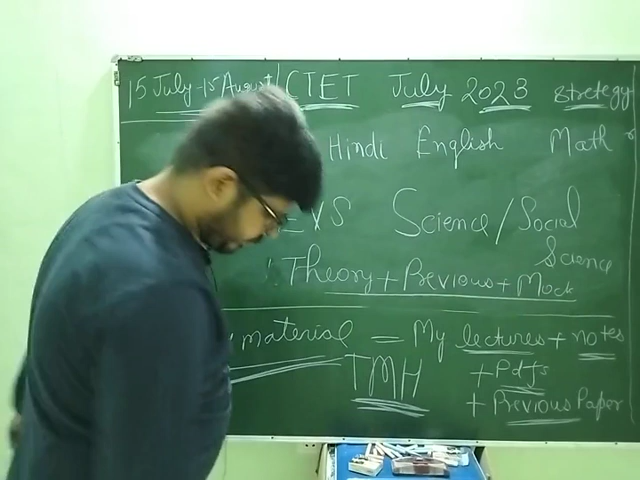 15 July-15 August/CTET July 2023 stretegy
Hindi English Math
EVS Science/Social Science
Theory+Previous+Mock
material = My lectures + notes
TMH + Pdfs
+ Previous Paper